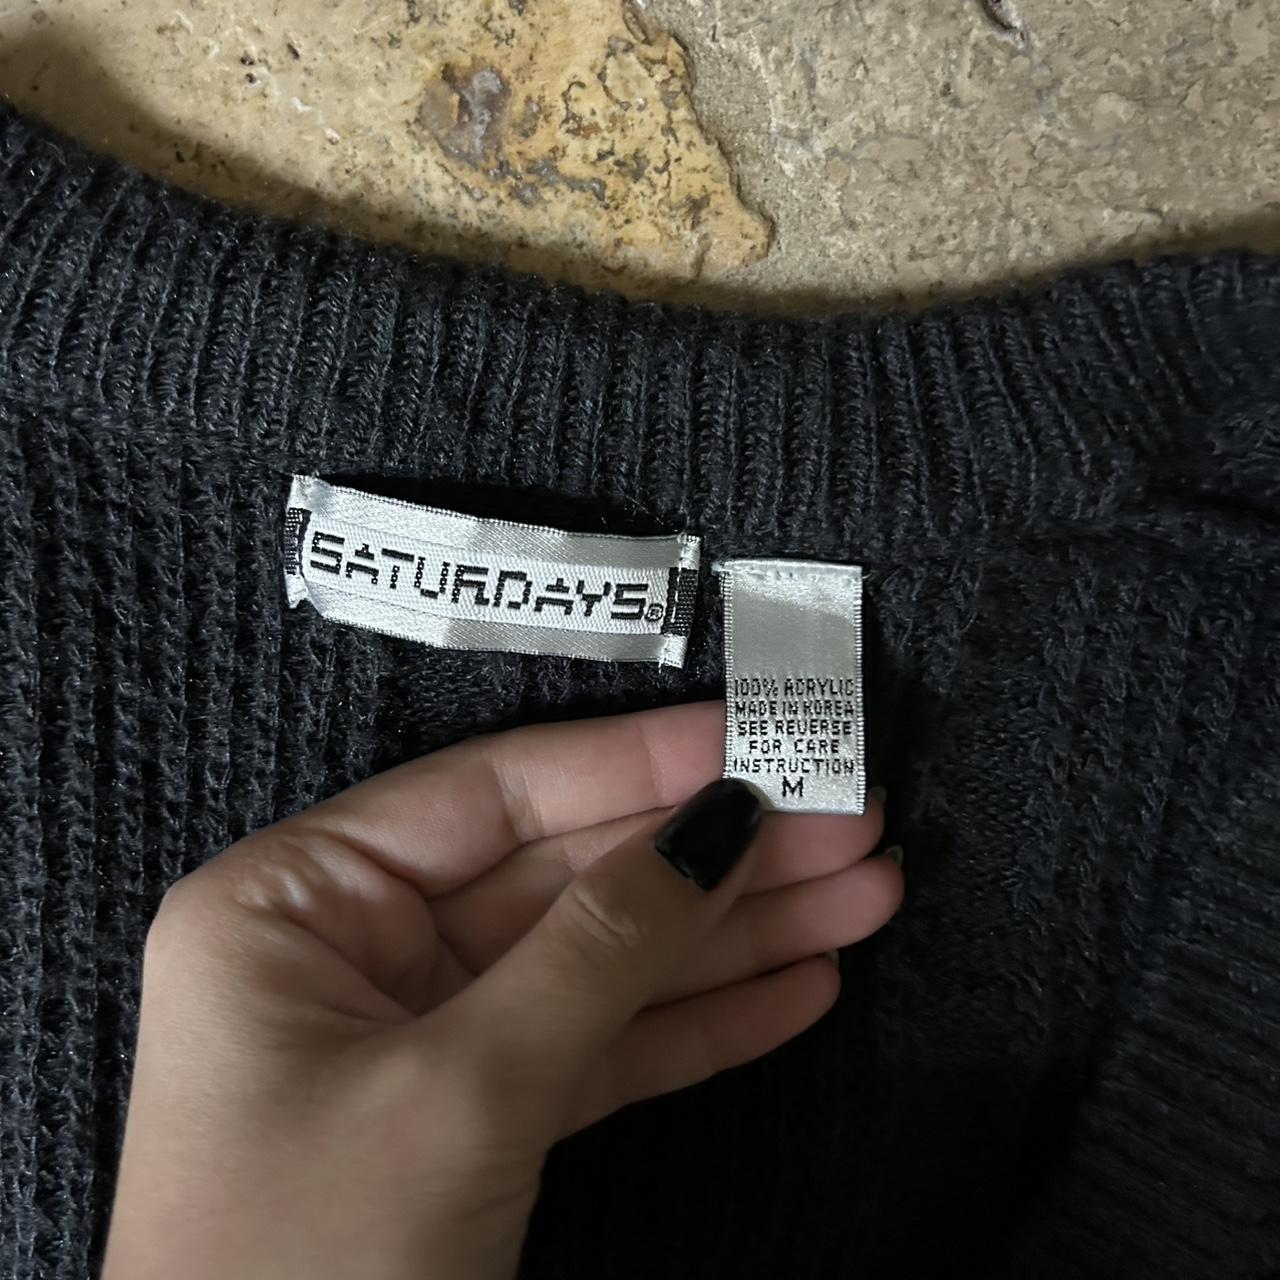 SATURDAYS®
100% ACRYLIC
MADE IN KOREA
SEE REVERSE
FOR CARE
INSTRUCTION
M